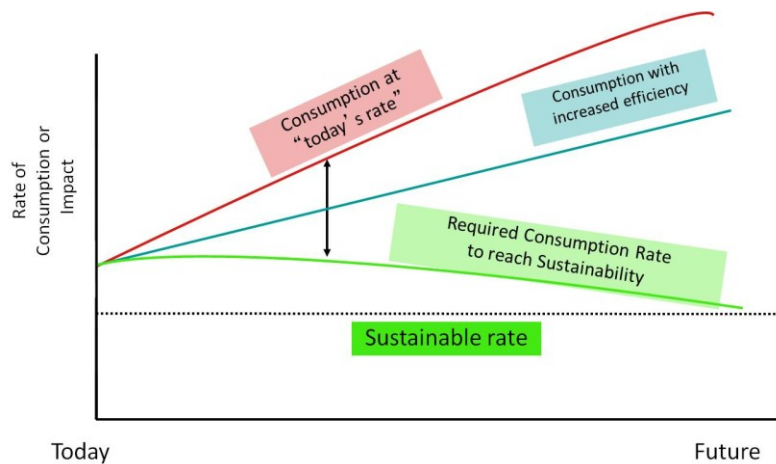 Consumption at
“today’ s rate”
Consumption with
increased efficiency
Rate of
Consumption or
Impact
Required Consumption Rate
to reach Sustainability
Sustainable rate
Today
Future